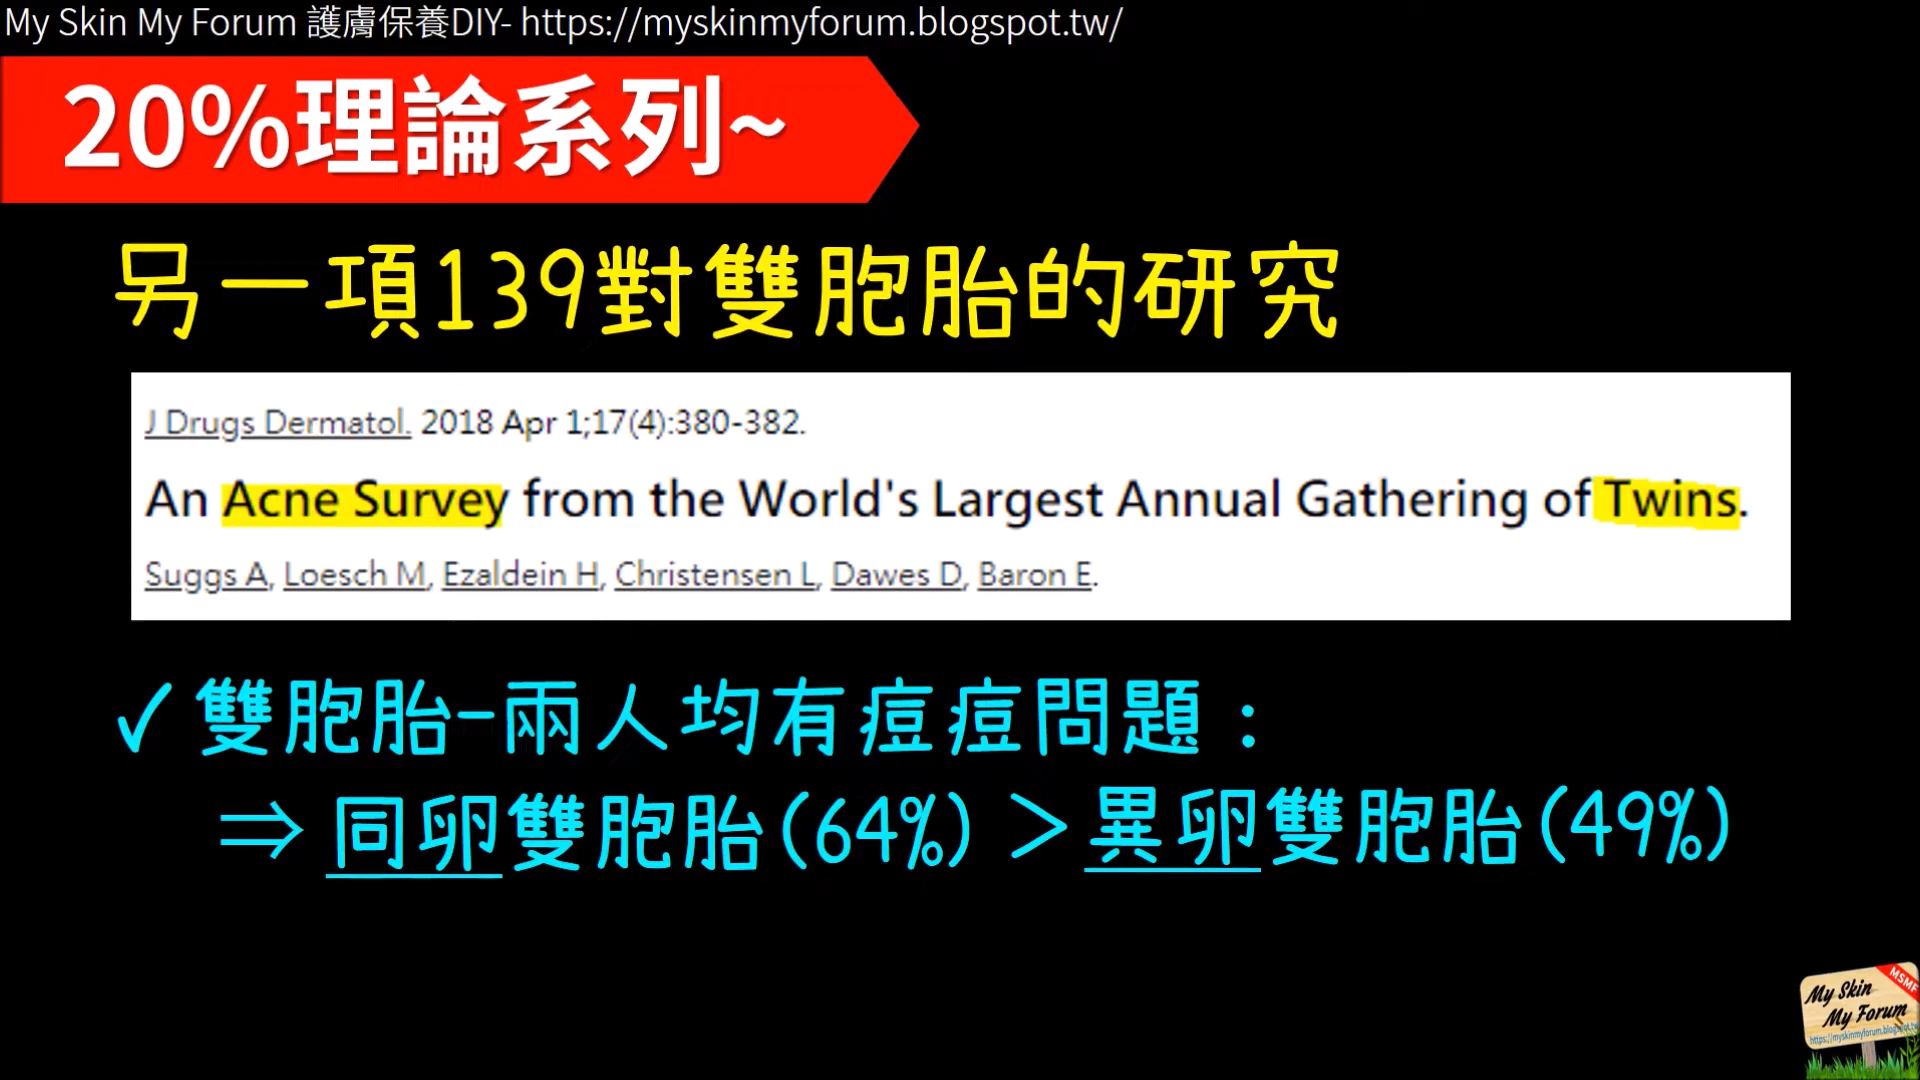 My Skin My Forum 護膚保養DIY- https://myskinmyforum.blogspot.tw/
20%理論系列~
另一項139對雙胞胎的研究
J Drugs Dermatol. 2018 Apr 1;17(4):380-382.
An Acne Survey from the World's Largest Annual Gathering of Twins.
Suggs A, Loesch M, Ezaldein H, Christensen L, Dawes D, Baron E.
✓雙胞胎-兩人均有痘痘問題：
⇒ 同卵雙胞胎(64%) ＞異卵雙胞胎(49%)
MSMF
My Skin
My Forum
https://myskinmyforum.blogspot.tw